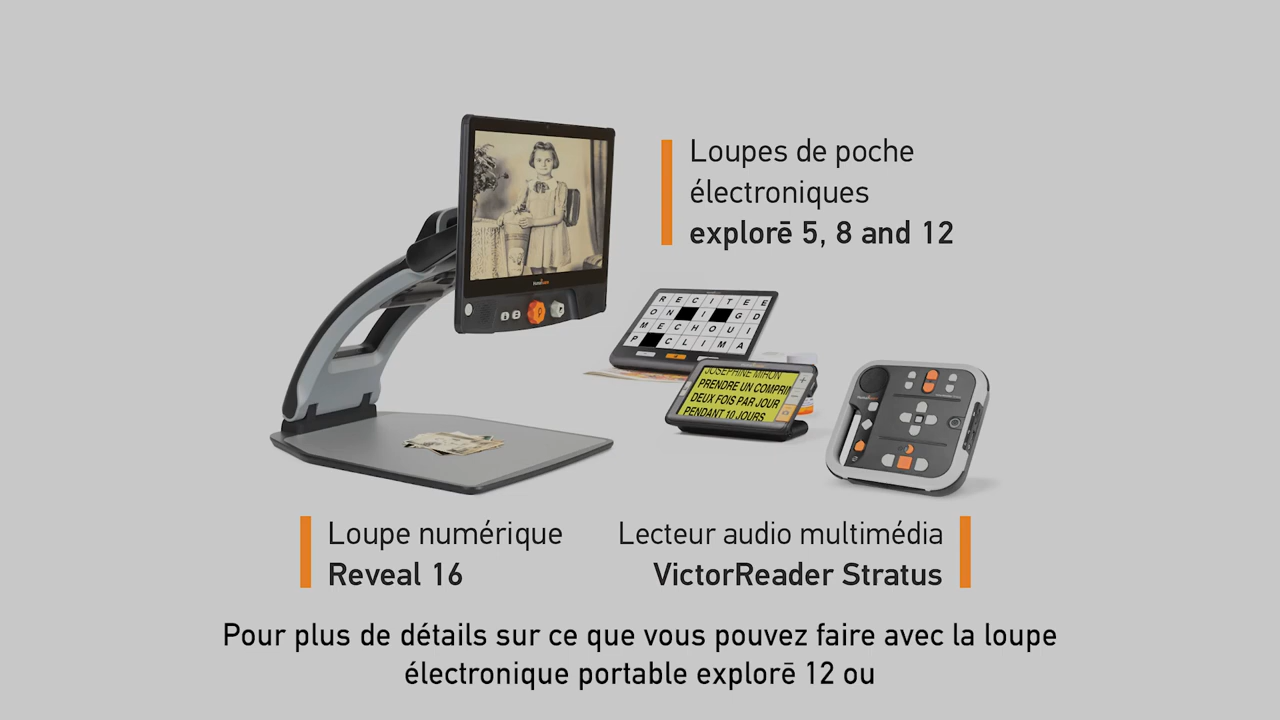 Loupes de poche
électroniques
explorē 5, 8 and 12
RECITEE
ON I GD
MECHOUI
P CLIMA
JOSEPHINE MIRON
PRENDRE UN COMPRIM
DEUX FOIS PAR JOUR
PENDANT 10 JOURS
Loupe numérique
Reveal 16
Lecteur audio multimédia
VictorReader Stratus
Pour plus de détails sur ce que vous pouvez faire avec la loupe
électronique portable explorē 12 ou